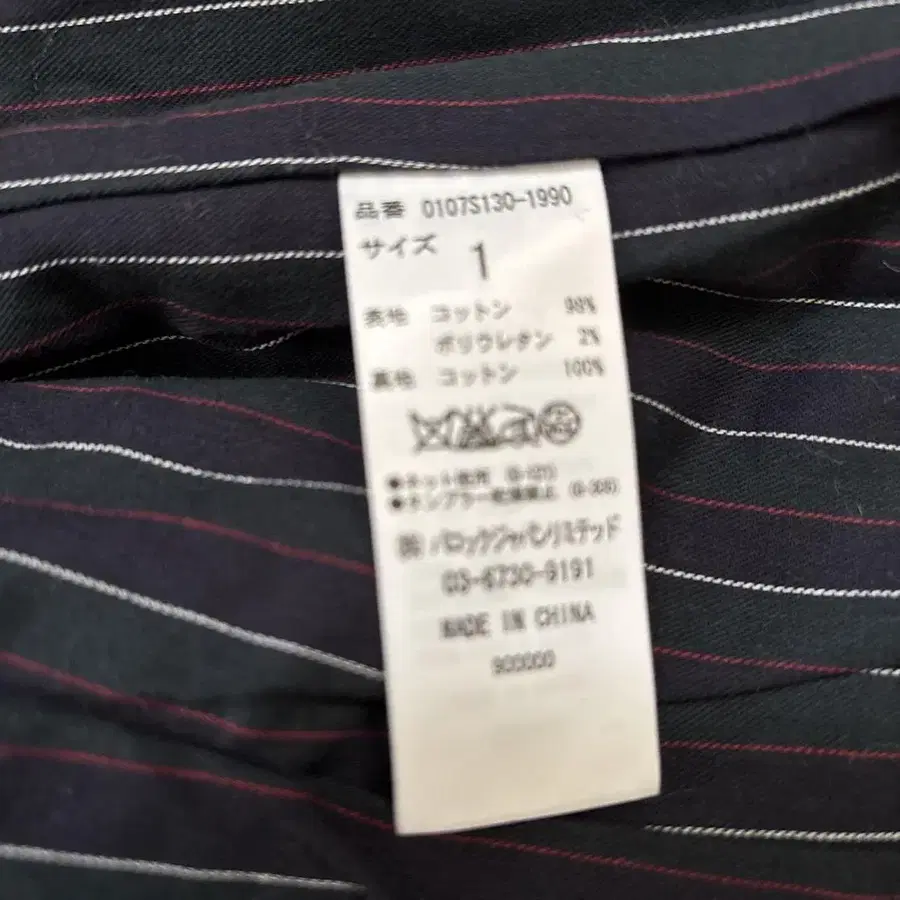 品番 0107S130-1990
サイズ 1
表地 コットン 98%
ポリウレタン 2%
裏地 コットン 100%
●ネット使用
●タンブラー乾燥禁止
㈱バロックジャパンリミテッド
03-6730-9191
MADE IN CHINA
900000